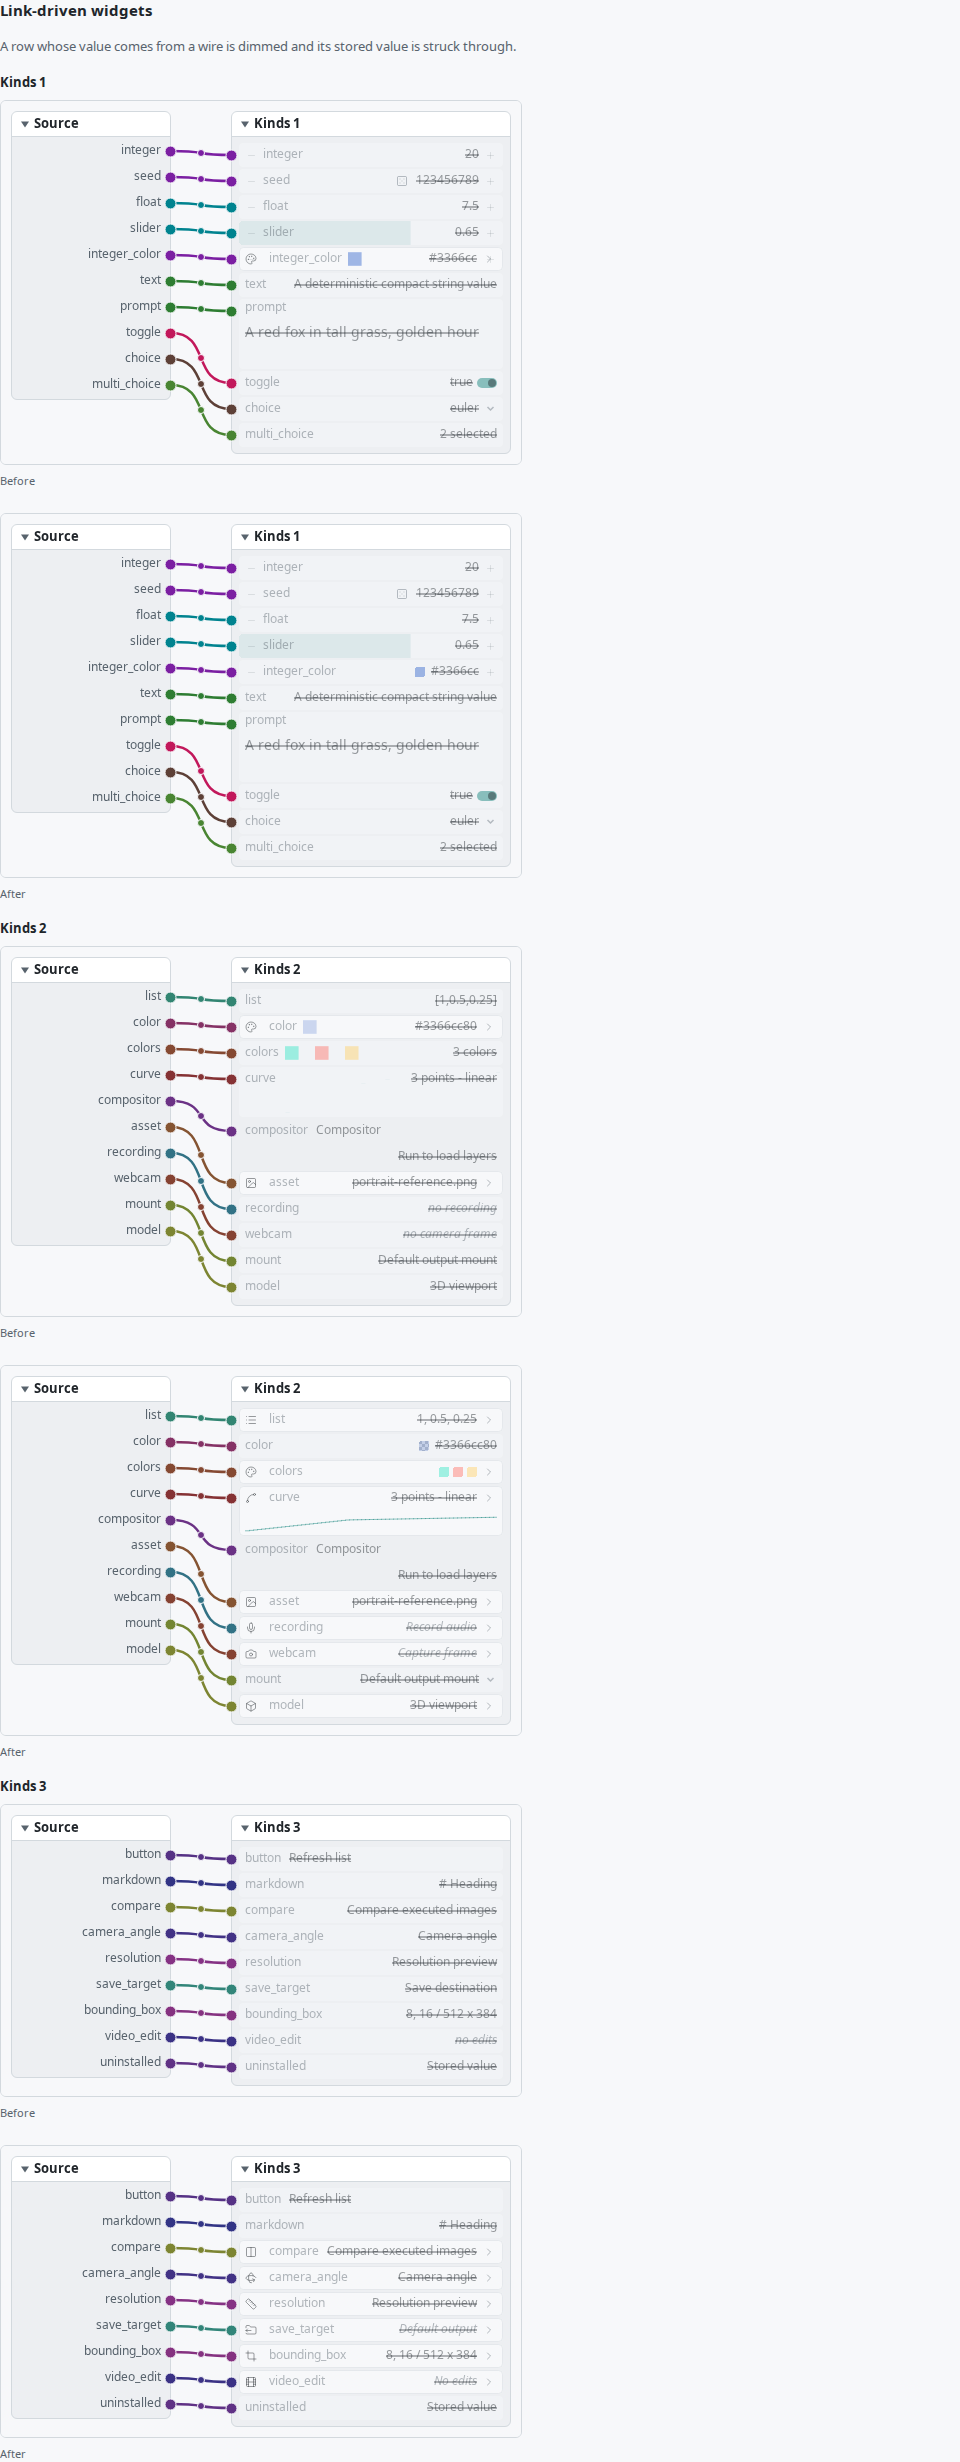 Link-driven widgets
A row whose value comes from a wire is dimmed and its stored value is struck through.
Kinds 1
Source
Kinds 1
integer
integer 20
seed
seed 123456789
float
float 7.5
slider
slider 0.65
integer_color
integer_color #3366cc
text
text A deterministic compact string value
prompt
prompt
A red fox in tall grass, golden hour
toggle
choice
multi_choice
toggle true
choice euler
multi_choice 2 selected
Before
Source
Kinds 1
integer
integer 20
seed
seed 123456789
float
float 7.5
slider
slider 0.65
integer_color
integer_color #3366cc
text
text A deterministic compact string value
prompt
prompt
A red fox in tall grass, golden hour
toggle
choice
multi_choice
toggle true
choice euler
multi_choice 2 selected
After
Kinds 2
Source
Kinds 2
list
list [1,0.5,0.25]
color
color #3366cc80
colors
colors 3 colors
curve
curve 3 points - linear
compositor
asset
recording
webcam
mount
model
compositor Compositor
Run to load layers
asset portrait-reference.png
recording no recording
webcam no camera frame
mount Default output mount
model 3D viewport
Before
Source
Kinds 2
list
list 1, 0.5, 0.25
color
color #3366cc80
colors
colors
curve
curve 3 points - linear
compositor
asset
recording
webcam
mount
model
compositor Compositor
Run to load layers
asset portrait-reference.png
recording Record audio
webcam Capture frame
mount Default output mount
model 3D viewport
After
Kinds 3
Source
Kinds 3
button
button Refresh list
markdown
markdown # Heading
compare
compare Compare executed images
camera_angle
camera_angle Camera angle
resolution
resolution Resolution preview
save_target
save_target Save destination
bounding_box
bounding_box 8, 16 / 512 x 384
video_edit
video_edit no edits
uninstalled
uninstalled Stored value
Before
Source
Kinds 3
button
button Refresh list
markdown
markdown # Heading
compare
compare Compare executed images
camera_angle
camera_angle Camera angle
resolution
resolution Resolution preview
save_target
save_target Default output
bounding_box
bounding_box 8, 16 / 512 x 384
video_edit
video_edit No edits
uninstalled
uninstalled Stored value
After